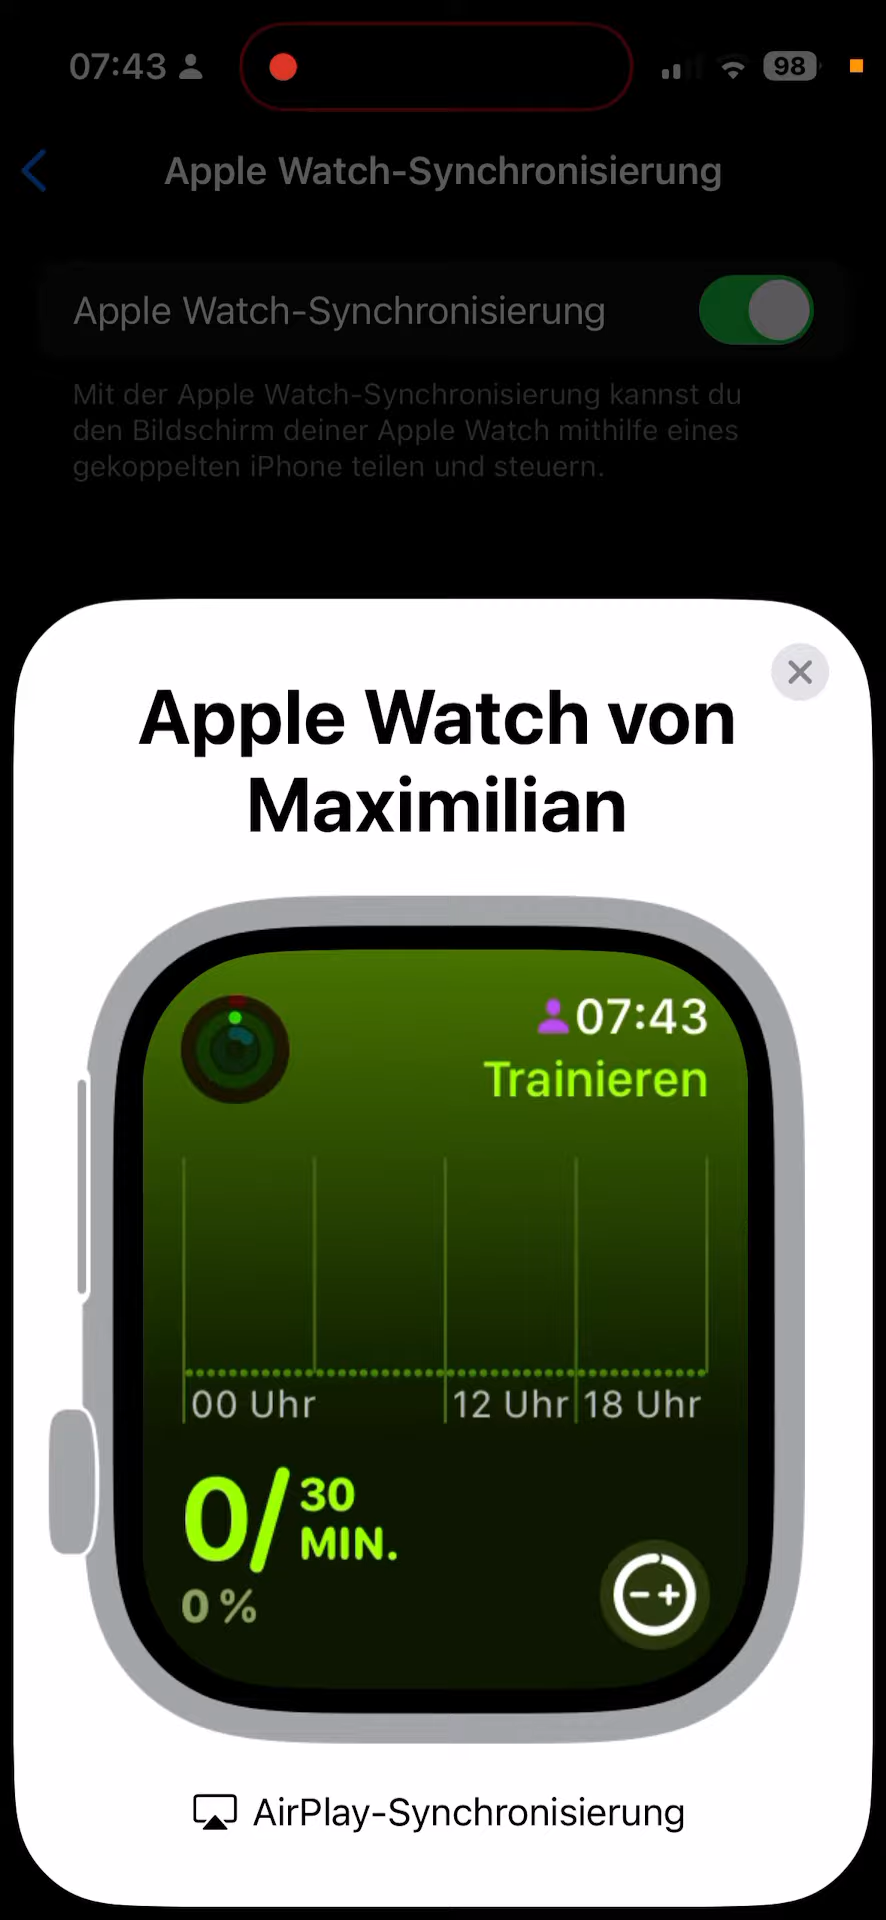 07:43
98
Apple Watch-Synchronisierung
Apple Watch-Synchronisierung
Mit der Apple Watch-Synchronisierung kannst du
den Bildschirm deiner Apple Watch mithilfe eines
gekoppelten iPhone teilen und steuern.
Apple Watch von
Maximilian
07:43
Trainieren
00 Uhr 12 Uhr 18 Uhr
0/30 MIN.
0 %
AirPlay-Synchronisierung